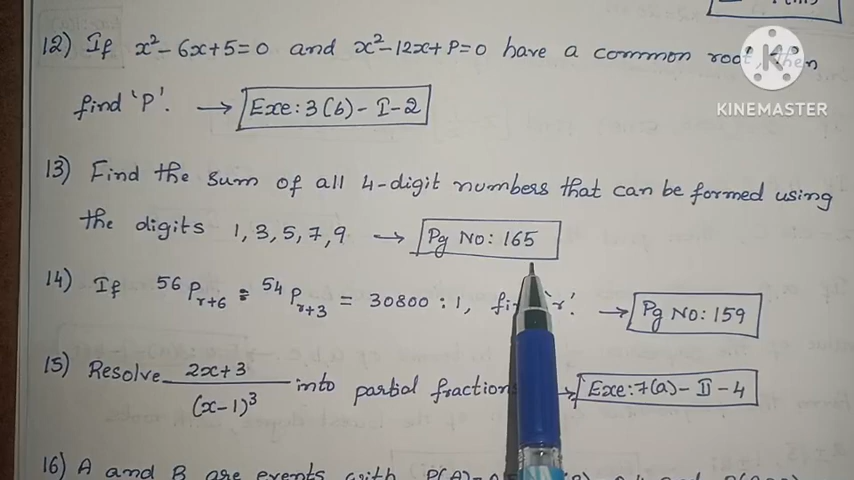 12) If x² - 6x + 5 = 0 and x² - 12x + P = 0 have a common root, then
KINEMASTER
find 'P'. → Exe: 3(b) - I - 2
13) Find the sum of all 4-digit numbers that can be formed using
the digits 1, 3, 5, 7, 9 → Pg No: 165
14) If ⁵⁶P_{r+6} : ⁵⁴P_{r+3} = 30800 : 1, find 'r'. → Pg No: 159
15) Resolve (2x+3)/(x-1)³ into partial fractions → Exe: 7(a) - II - 4
16) A and B are events with